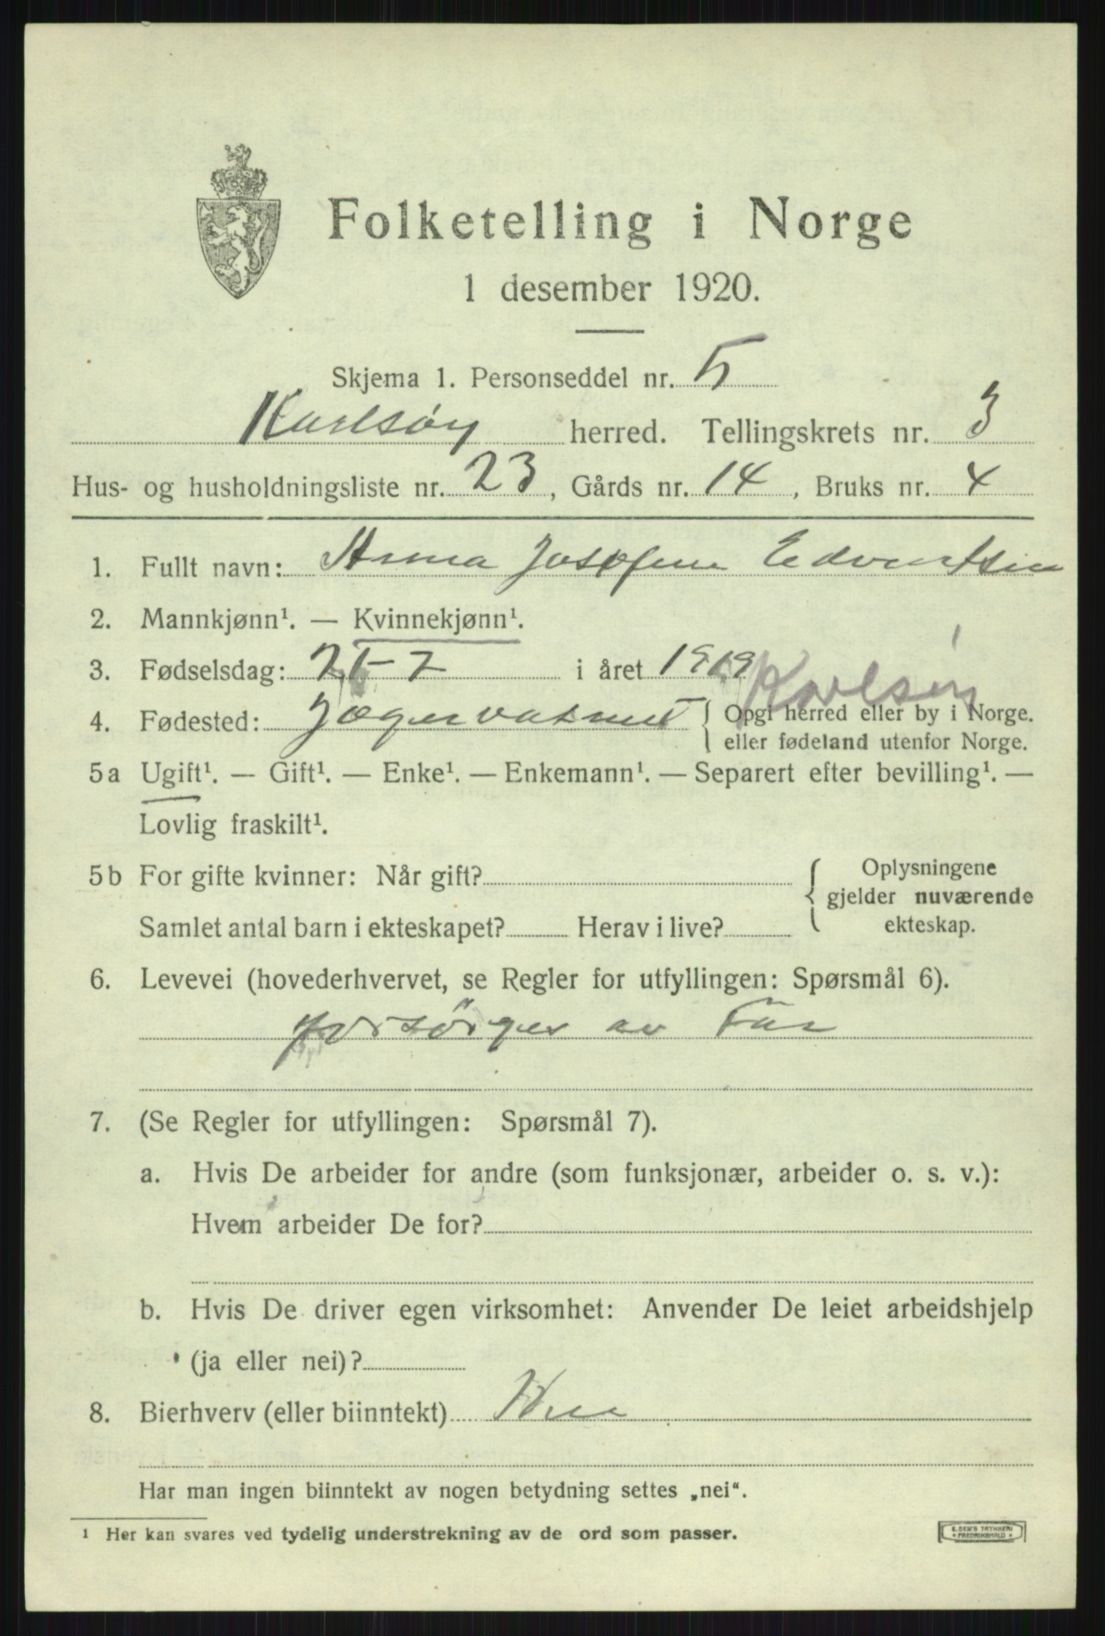 Folketelling i Norge
1 desember 1920.
Skjema 1. Personseddel nr. 5
Karlsøy herred. Tellingskrets nr. 3
Hus- og husholdningsliste nr. 23, Gårds nr. 14, Bruks nr. 4
1. Fullt navn: Anna Josefine Edvartsen
2. Mannkjønn¹. — Kvinnekjønn¹.
3. Fødselsdag: i året 1919
Karlsøy
4. Fødested: Jægervatnet { Opgi herred eller by i Norge.
eller fødeland utenfor Norge.
5a Ugift¹. — Gift¹. — Enke¹. — Enkemann¹. — Separert efter bevilling¹. —
Lovlig fraskilt¹.
5b For gifte kvinner: Når gift? { Oplysningene
gjelder nuværende
ekteskap.
Samlet antal barn i ekteskapet? Herav i live?
6. Levevei (hovederhvervet, se Regler for utfyllingen: Spørsmål 6).
forsørges av Far
7. (Se Regler for utfyllingen: Spørsmål 7).
a. Hvis De arbeider for andre (som funksjonær, arbeider o. s. v.):
Hvem arbeider De for?
b. Hvis De driver egen virksomhet: Anvender De leiet arbeidshjelp
(ja eller nei)?
8. Bierhverv (eller biinntekt)
Har man ingen biinntekt av nogen betydning settes „nei“.
¹ Her kan svares ved tydelig understrekning av de ord som passer.